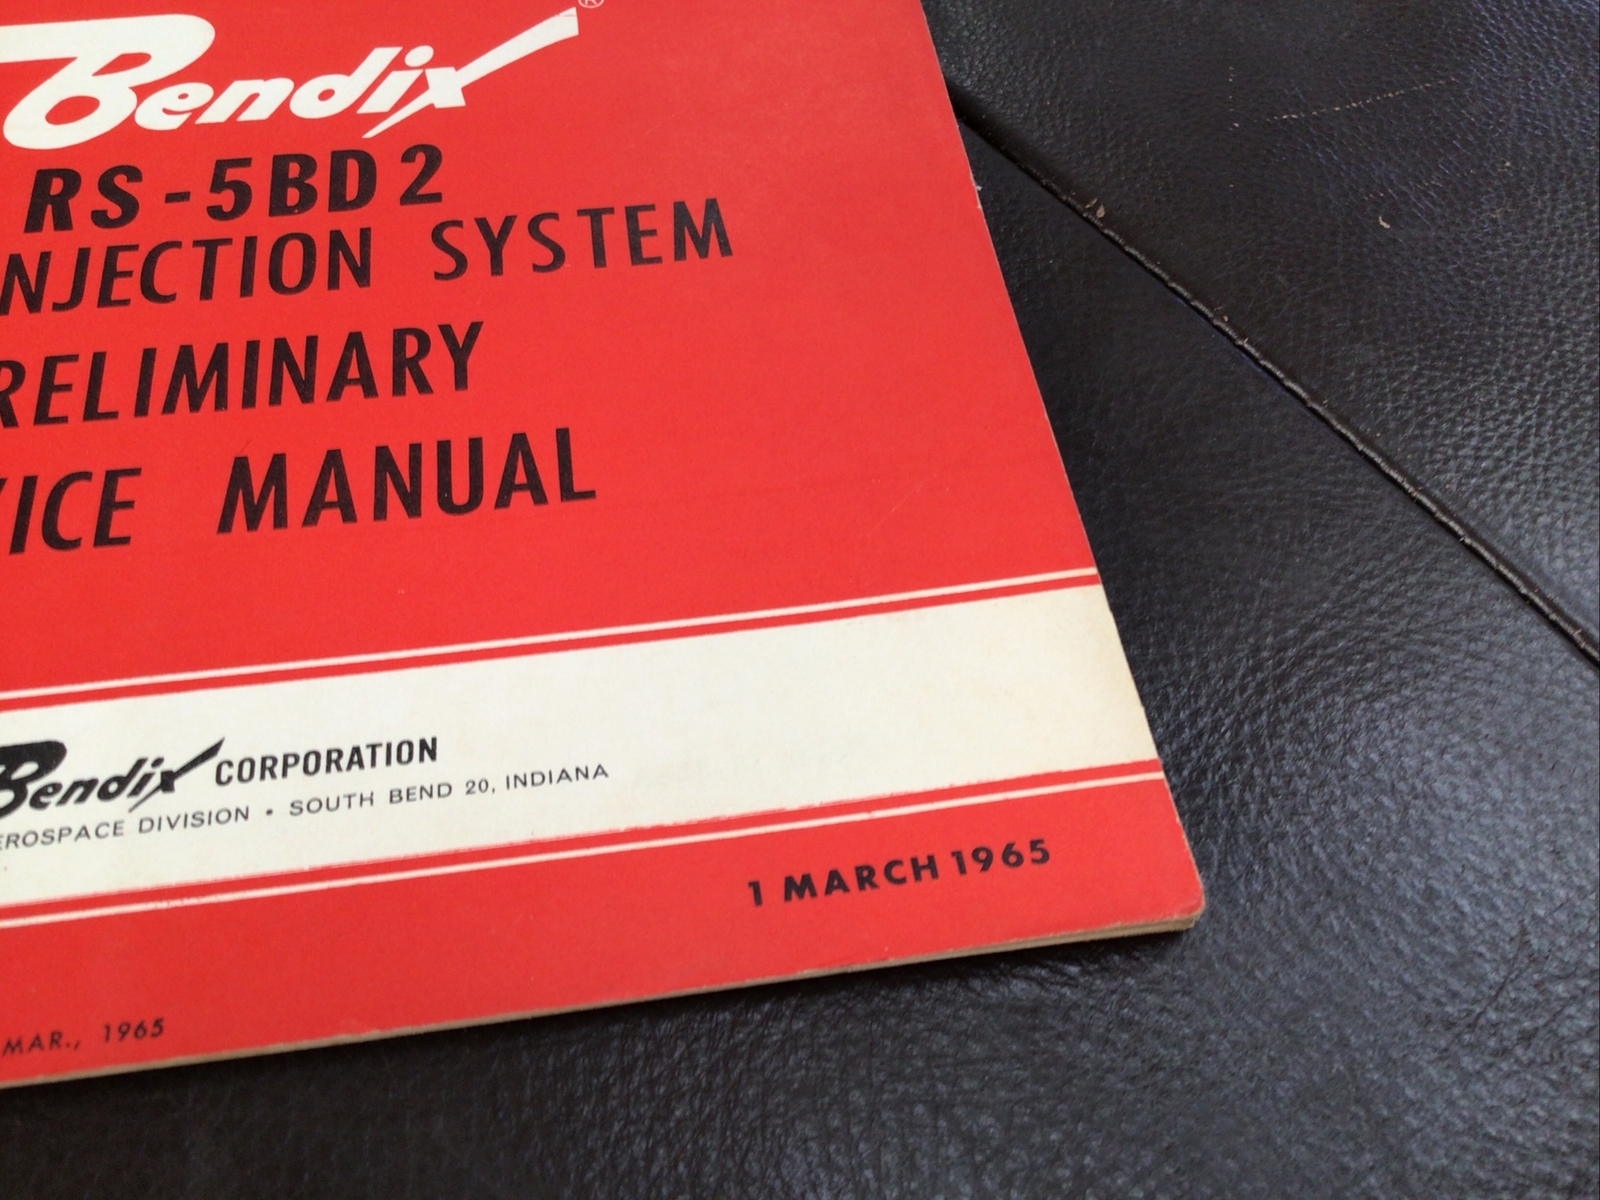 Bendix®
RS-5BD2
NJECTION SYSTEM
RELIMINARY
VICE MANUAL
Bendix CORPORATION
EROSPACE DIVISION • SOUTH BEND 20, INDIANA
1 MARCH 1965
MAR., 1965